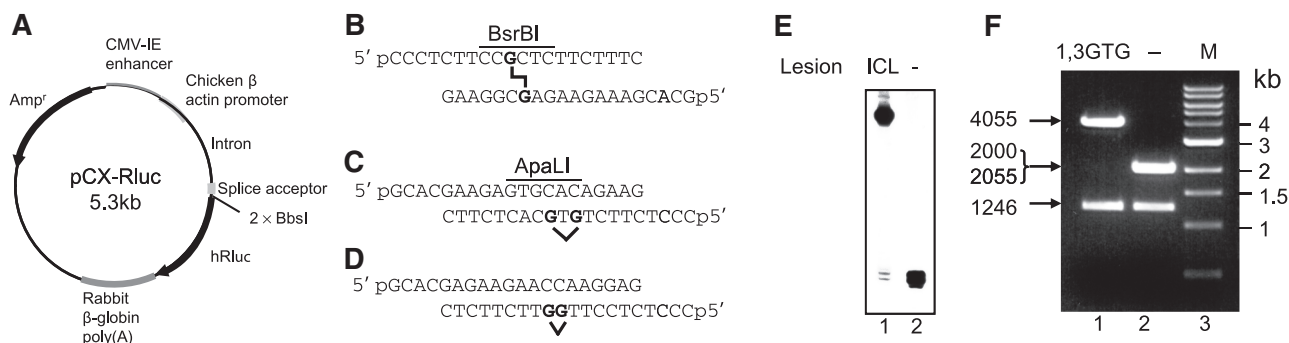 A
CMV-IE
enhancer
Chicken β
actin promoter
Ampr
Intron
pCX-Rluc
5.3kb
Splice acceptor
2 × BbsI
hRluc
Rabbit
β-globin
poly(A)
B
BsrBI
5' pCCCTCTTCCGCTCTTCTTTC
GAAGGCGAGAAGAAAGCACGp5'
C
ApaLI
5' pGCACGAAGAGTGCACAGAAG
CTTCTCACGTGTCTTCTCCCp5'
D
5' pGCACGAGAAGAACCAAGGAG
CTCTTCTTGGTTCCTCTCCCp5'
E
Lesion ICL -
1 2
F
1,3GTG – M
kb
4055
4
3
2000
2055
2
1.5
1246
1
1 2 3